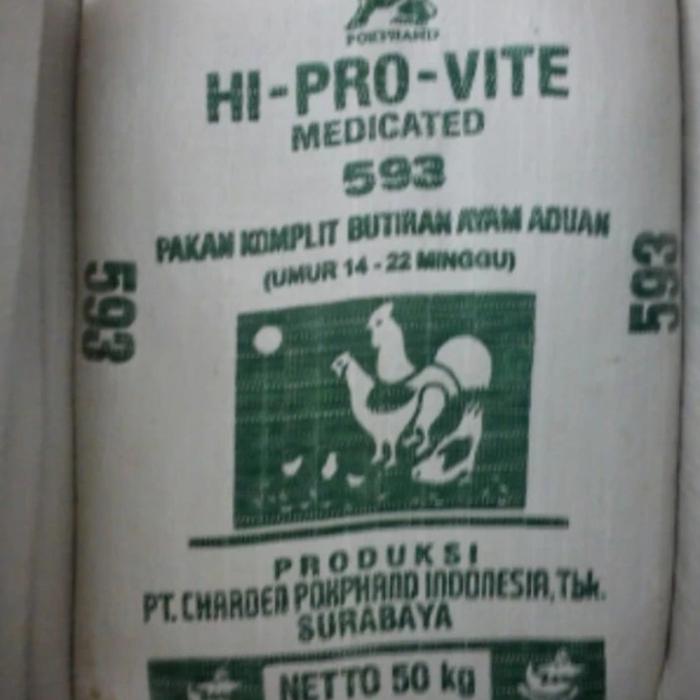 POKPHAND
HI-PRO-VITE
MEDICATED
593
PAKAN KOMPLIT BUTIRAN AYAM ADUAN
(UMUR 14 - 22 MINGGU)
593
593
PRODUKSI
PT. CHAROEN POKPHAND INDONESIA, Tbk.
SURABAYA
NETTO 50 kg